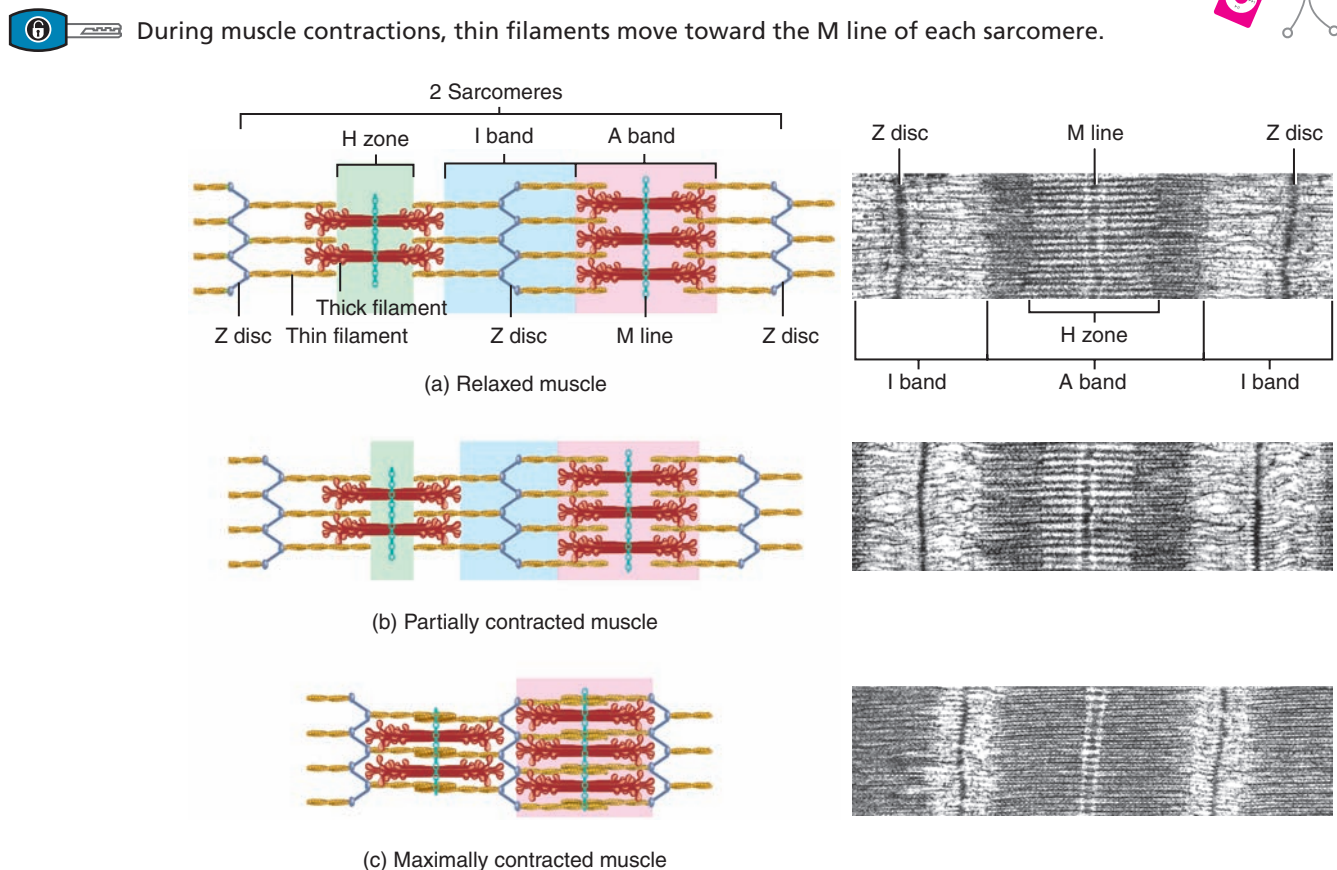 6
During muscle contractions, thin filaments move toward the M line of each sarcomere.
2 Sarcomeres
H zone
I band
A band
Thick filament
Z disc
Thin filament
Z disc
M line
Z disc
(a) Relaxed muscle
Z disc
M line
Z disc
H zone
I band
A band
I band
(b) Partially contracted muscle
(c) Maximally contracted muscle